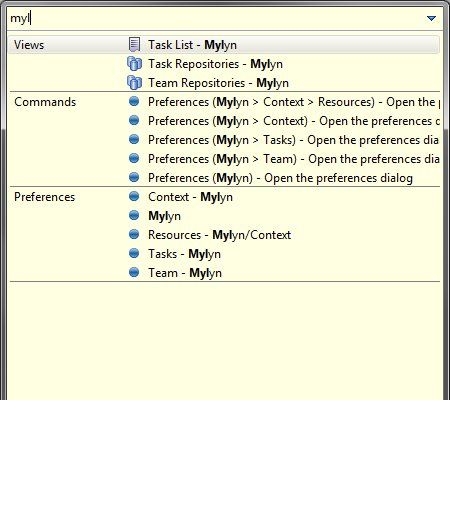 myl
Views Task List - Mylyn
Task Repositories - Mylyn
Team Repositories - Mylyn
Commands Preferences (Mylyn > Context > Resources) - Open the
Preferences (Mylyn > Context) - Open the preferences
Preferences (Mylyn > Tasks) - Open the preferences dia
Preferences (Mylyn > Team) - Open the preferences dia
Preferences (Mylyn) - Open the preferences dialog
Preferences Context - Mylyn
Mylyn
Resources - Mylyn/Context
Tasks - Mylyn
Team - Mylyn